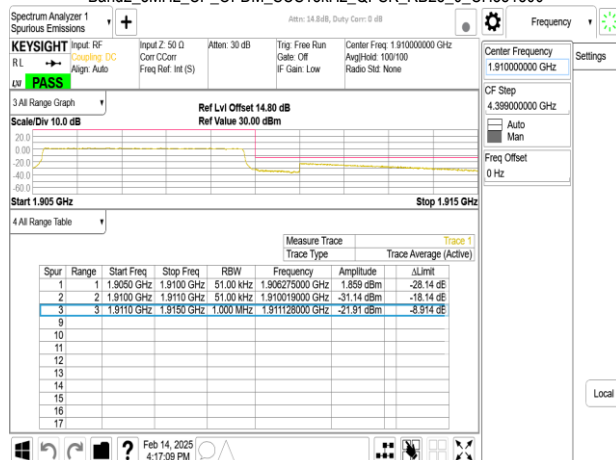 Spectrum Analyzer 1
Spurious Emissions
Attn: 14.8dB, Duty Corr: 0 dB
Frequency
Settings
KEYSIGHT
RL
PASS
Input: RF
Coupling: DC
Align: Auto
Input Z: 50 Ω
Corr CCorr
Freq Ref: Int (S)
Atten: 30 dB
Trig: Free Run
Gate: Off
IF Gain: Low
Center Freq: 1.910000000 GHz
Avg|Hold: 100/100
Radio Std: None
Center Frequency
1.910000000 GHz
CF Step
4.399000000 GHz
Auto
Man
Freq Offset
0 Hz
3 All Range Graph
Scale/Div 10.0 dB
Ref Lvl Offset 14.80 dB
Ref Value 30.00 dBm
20.0
0.00
-20.0
-40.0
-60.0
Start 1.905 GHz
Stop 1.915 GHz
4 All Range Table
Measure Trace Trace 1
Trace Type Trace Average (Active)
Spur Range Start Freq Stop Freq RBW Frequency Amplitude ΔLimit
1 1 1.9050 GHz 1.9100 GHz 51.00 kHz 1.906275000 GHz 1.859 dBm -28.14 dB
2 2 1.9100 GHz 1.9110 GHz 51.00 kHz 1.910019000 GHz -31.14 dBm -18.14 dB
3 3 1.9110 GHz 1.9150 GHz 1.000 MHz 1.911128000 GHz -21.91 dBm -8.914 dB
9
10
11
12
13
14
15
16
17
Local
Feb 14, 2025
4:17:09 PM